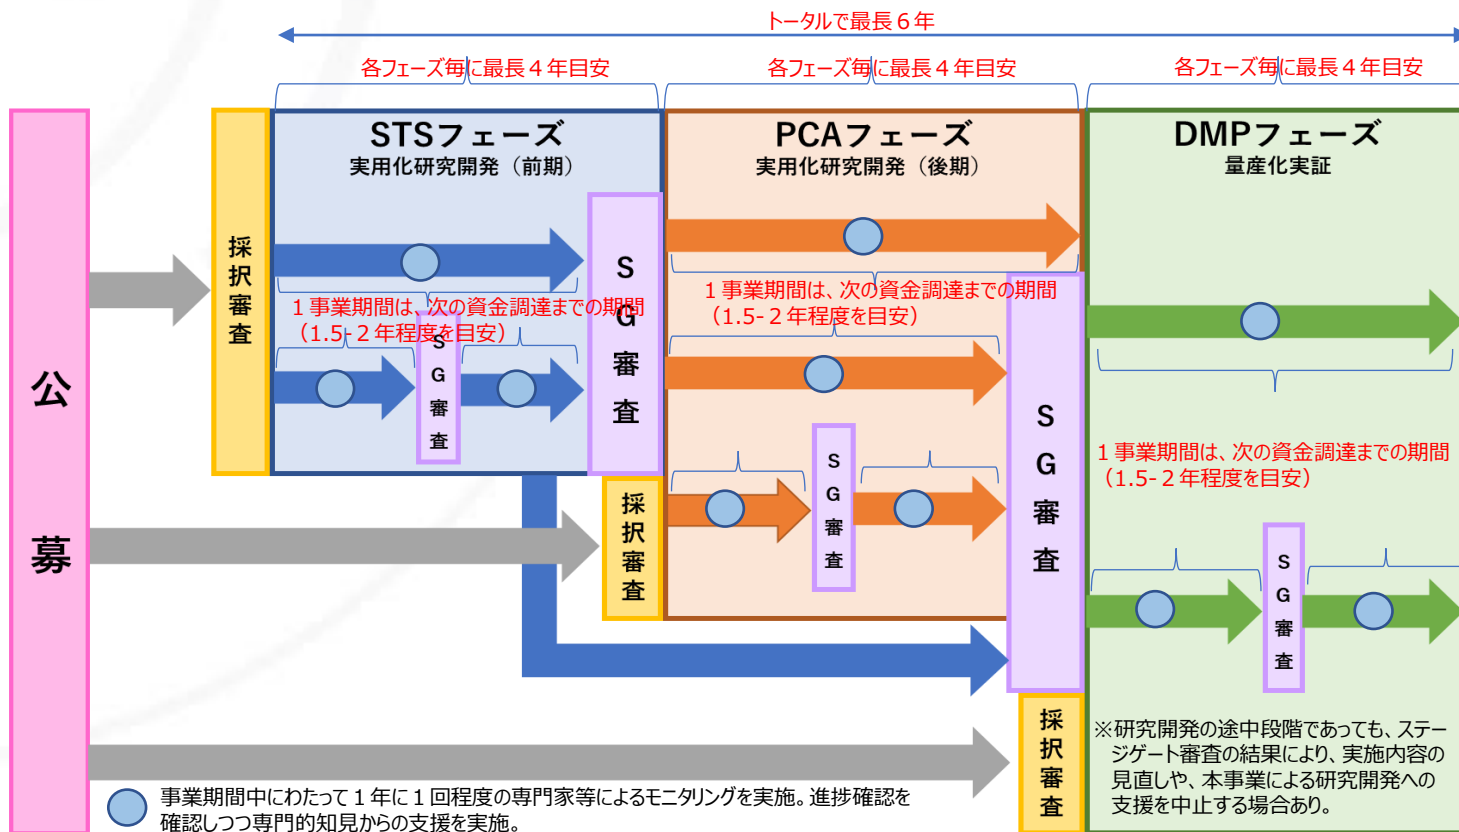 トータルで最長６年
各フェーズ毎に最長４年目安
各フェーズ毎に最長４年目安
各フェーズ毎に最長４年目安
公募
採択審査
STSフェーズ
実用化研究開発（前期）
１事業期間は、次の資金調達までの期間
（1.5-２年程度を目安）
SG審査
SG審査
採択審査
PCAフェーズ
実用化研究開発（後期）
１事業期間は、次の資金調達までの期間
（1.5-２年程度を目安）
SG審査
SG審査
採択審査
DMPフェーズ
量産化実証
１事業期間は、次の資金調達までの期間
（1.5-２年程度を目安）
SG審査
※研究開発の途中段階であっても、ステー
ジゲート審査の結果により、実施内容の
見直しや、本事業による研究開発への
支援を中止する場合あり。
事業期間中にわたって１年に１回程度の専門家等によるモニタリングを実施。進捗確認を
確認しつつ専門的知見からの支援を実施。